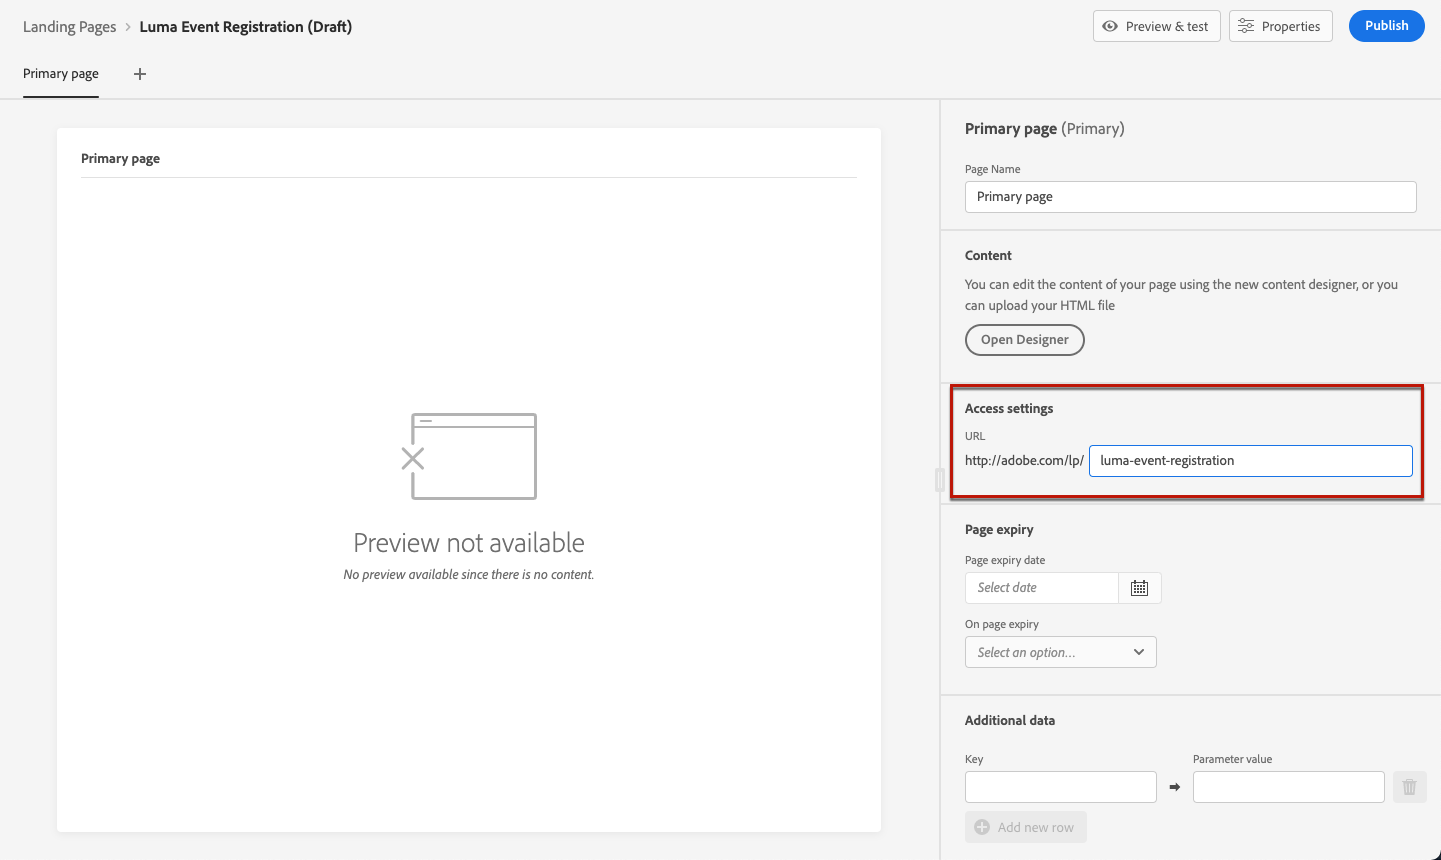 Landing Pages > Luma Event Registration (Draft)
Preview & test
Properties
Publish
Primary page
Primary page
Preview not available
No preview available since there is no content.
Primary page (Primary)
Page Name
Primary page
Content
You can edit the content of your page using the new content designer, or you
can upload your HTML file
Open Designer
Access settings
URL
http://adobe.com/lp/ luma-event-registration
Page expiry
Page expiry date
Select date
On page expiry
Select an option...
Additional data
Key Parameter value
Add new row